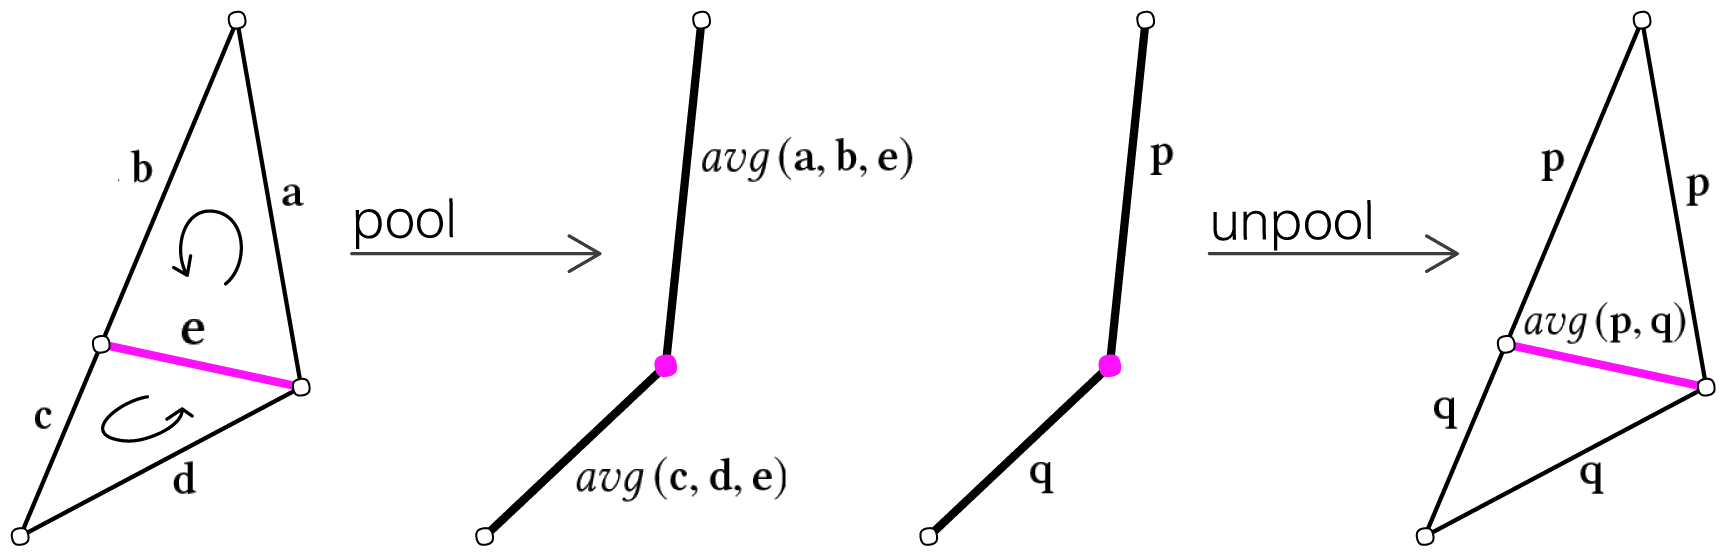 b
a
pool
e
c
d
avg (a, b, e)
avg (c, d, e)
p
unpool
q
p
p
avg (p, q)
q
q